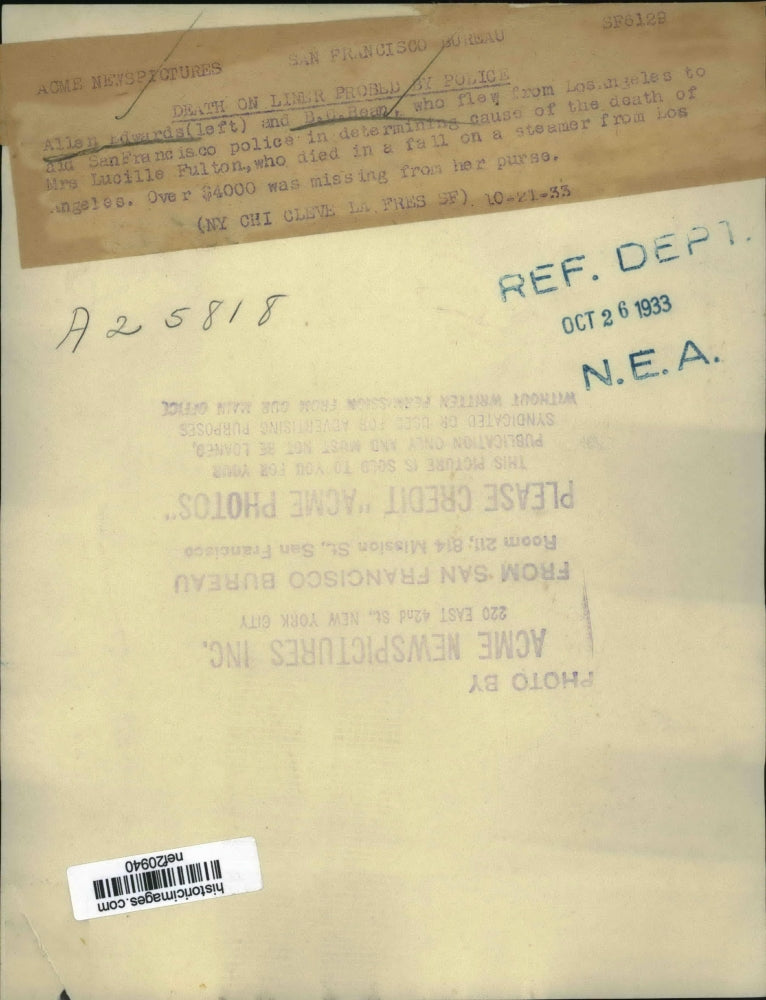 SF6129
ACME NEWSPICTURES SAN FRANCISCO BUREAU
DEATH ON LINER PROBED BY POLICE
Allen Edwards(left) and D.O.Bean, who flew from LosAngeles to
aid SanFrancisco police in determining cause of the death of
Mrs Lucille Fulton,who died in a fall on a steamer from Los
Angeles. Over $4000 was missing from her purse.
(NY CHI CLEVE LA FRES SF). 10-21-33
REF. DEPT.
OCT 26 1933
N.E.A.
A25818
PHOTO BY
ACME NEWSPICTURES INC.
220 EAST 42nd St., NEW YORK CITY
FROM SAN FRANCISCO BUREAU
Room 211, 814 Mission St., San Francisco
PLEASE CREDIT "ACME PHOTOS"
THIS PICTURE IS SOLD TO YOU FOR YOUR
PUBLICATION ONLY AND MUST NOT BE LOANED,
SYNDICATED OR USED FOR ADVERTISING PURPOSES
WITHOUT WRITTEN PERMISSION FROM OUR MAIN OFFICE
historicimages.com
nef20940